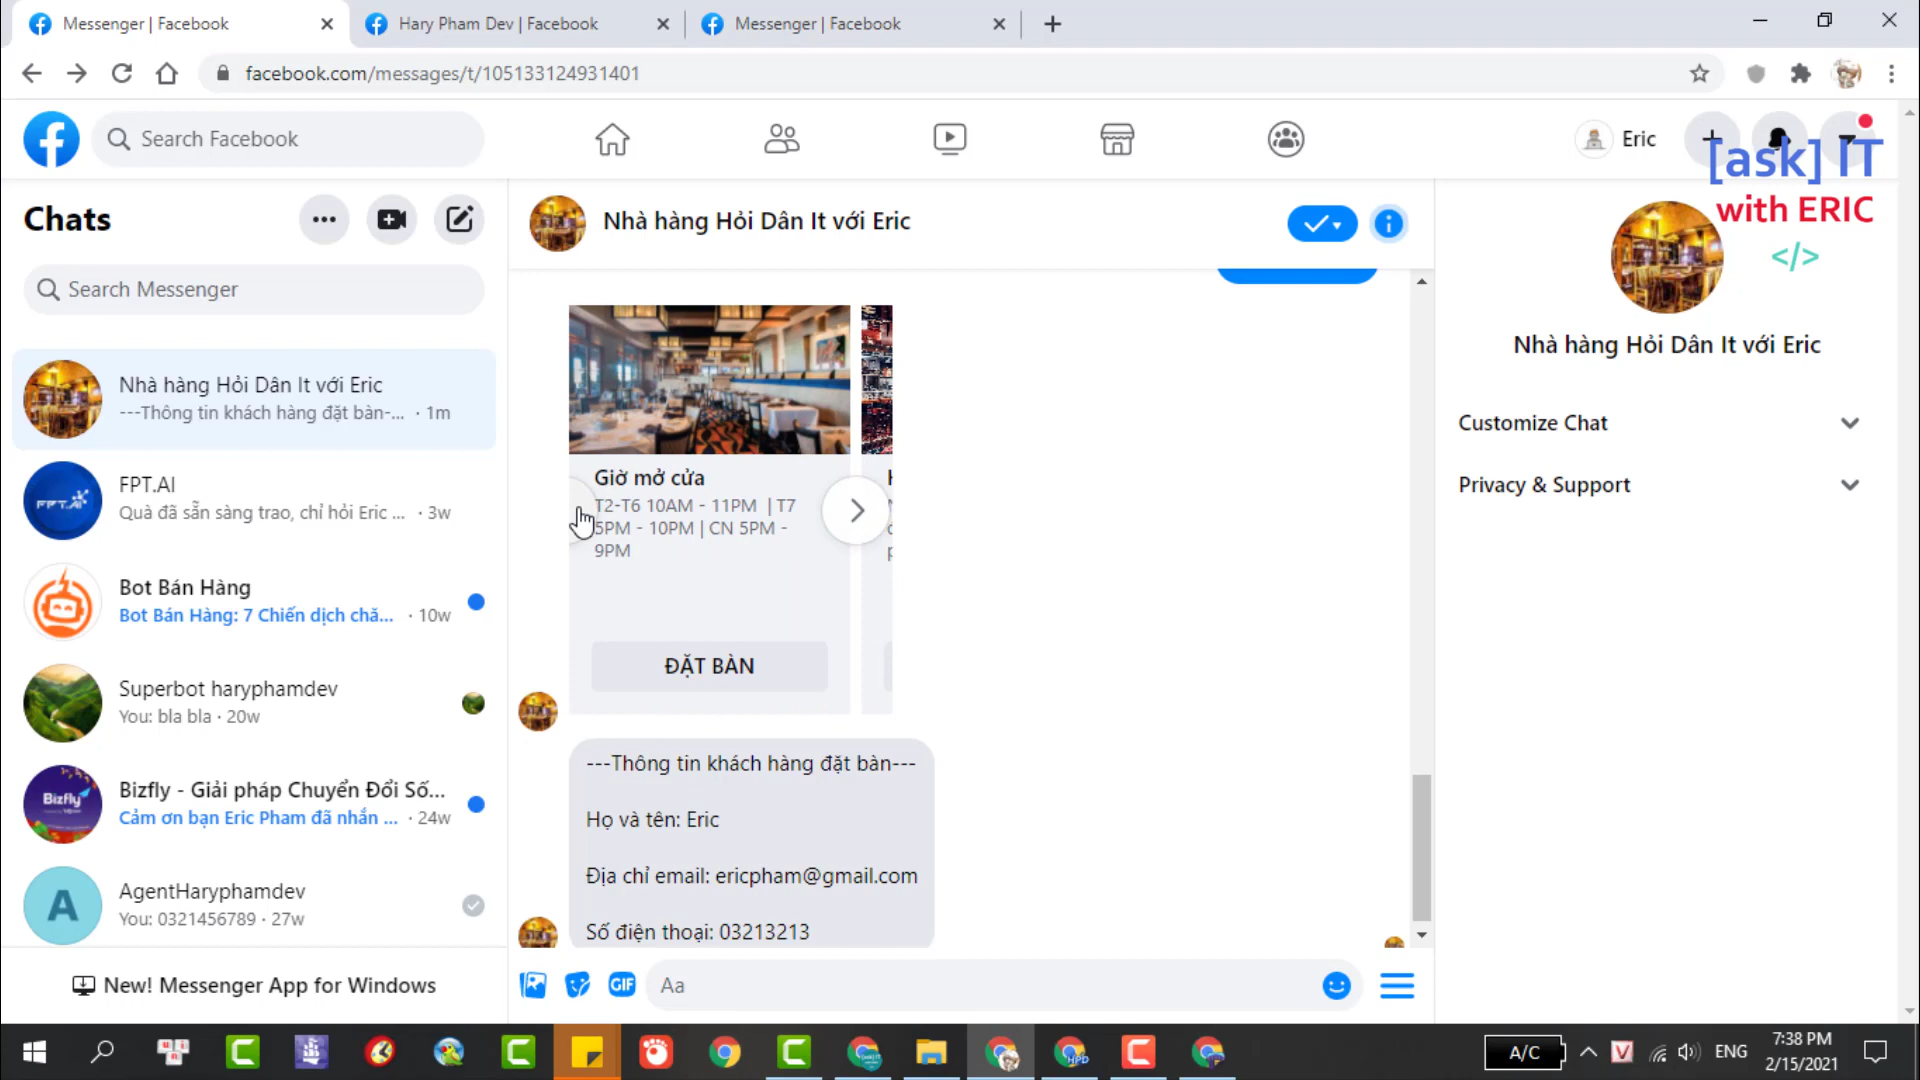 Messenger | Facebook
Hary Pham Dev | Facebook
Messenger | Facebook
facebook.com/messages/t/105133124931401
Search Facebook
Eric
[ask] IT
with ERIC
</>
Chats
Search Messenger
Nhà hàng Hỏi Dân It với Eric
---Thông tin khách hàng đặt bàn-... · 1m
FPT.AI
FPT.AI
Quà đã sẵn sàng trao, chỉ hỏi Eric ... · 3w
Bot Bán Hàng
Bot Bán Hàng: 7 Chiến dịch chă... · 10w
Superbot haryphamdev
You: bla bla · 20w
Bizfly
Bizfly - Giải pháp Chuyển Đổi Số...
Cảm ơn bạn Eric Pham đã nhắn ... · 24w
A
AgentHaryphamdev
You: 0321456789 · 27w
New! Messenger App for Windows
Nhà hàng Hỏi Dân It với Eric
Giờ mở cửa
T2-T6 10AM - 11PM | T7
5PM - 10PM | CN 5PM -
9PM
ĐẶT BÀN
---Thông tin khách hàng đặt bàn---
Họ và tên: Eric
Địa chỉ email: ericpham@gmail.com
Số điện thoại: 03213213
GIF
Aa
Nhà hàng Hỏi Dân It với Eric
Customize Chat
Privacy & Support
A/C
V
ENG
7:38 PM
2/15/2021